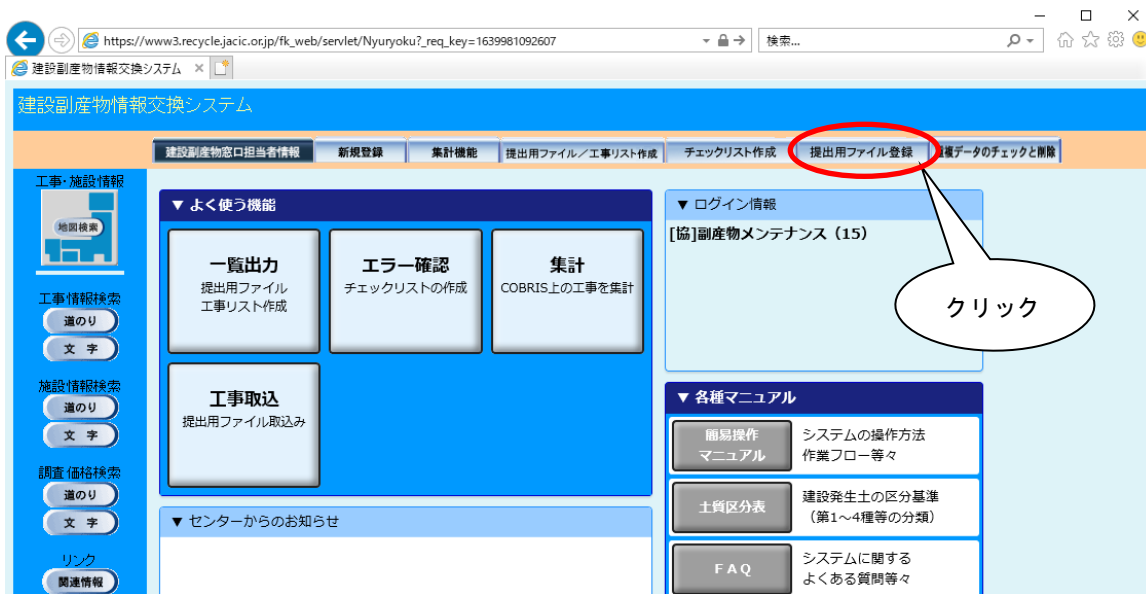 https://www3.recycle.jacic.or.jp/fk_web/servlet/Nyuryoku?_req_key=1639981092607
検索...
建設副産物情報交換システム
建設副産物情報交換システム
建設副産物窓口担当者情報
新規登録
集計機能
提出用ファイル／工事リスト作成
チェックリスト作成
提出用ファイル登録
複データのチェックと削除
工事・施設情報
地図検索
工事情報検索
道のり
文字
施設情報検索
道のり
文字
調査価格検索
道のり
文字
リンク
関連情報
▼ よく使う機能
一覧出力
提出用ファイル
工事リスト作成
エラー確認
チェックリストの作成
集計
COBRIS上の工事を集計
工事取込
提出用ファイル取込み
▼ センターからのお知らせ
▼ ログイン情報
[協]副産物メンテナンス（15）
クリック
▼ 各種マニュアル
簡易操作
マニュアル
システムの操作方法
作業フロー等々
土質区分表
建設発生土の区分基準
（第1～4種等の分類）
ＦＡＱ
システムに関する
よくある質問等々